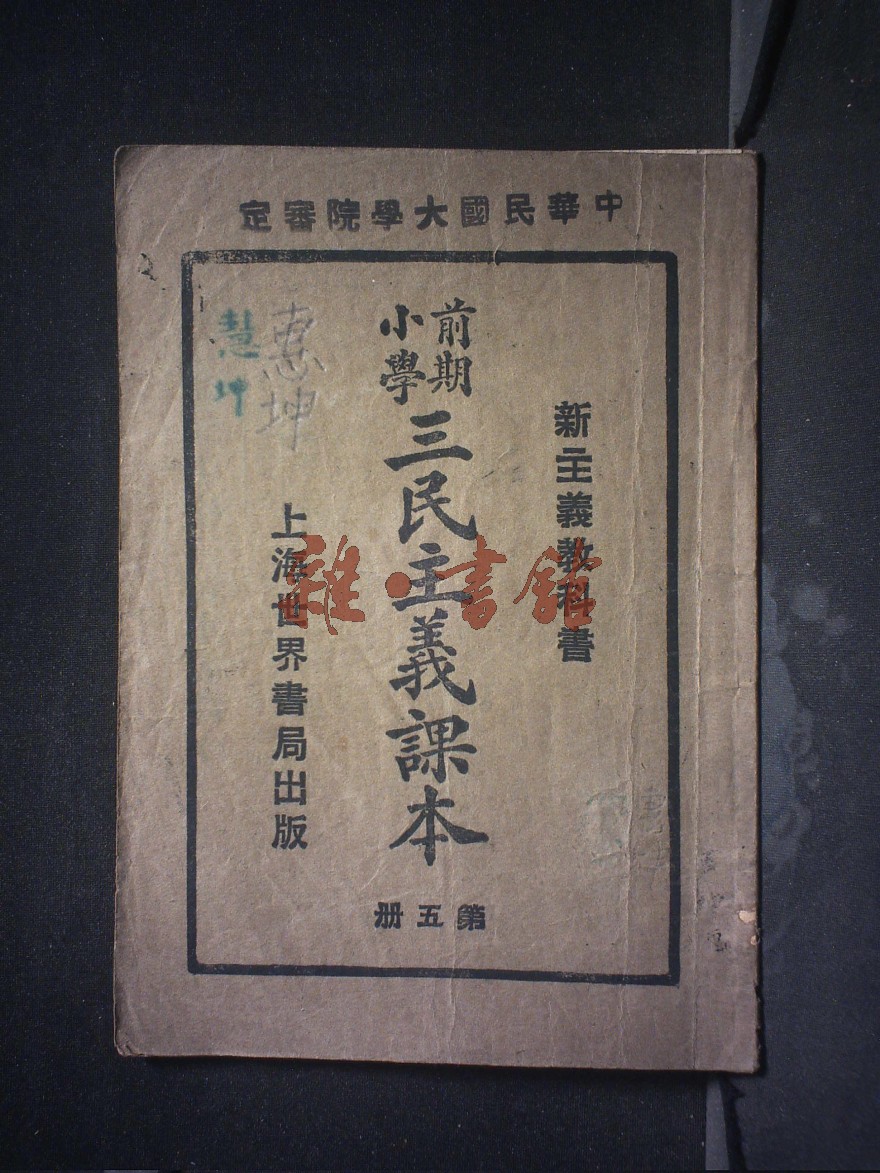 中華民國大學院審定
新主義教科書
前期
小學
三民主義課本
第五册
上海世界書局出版
惠坤
慧坤
雜·書館